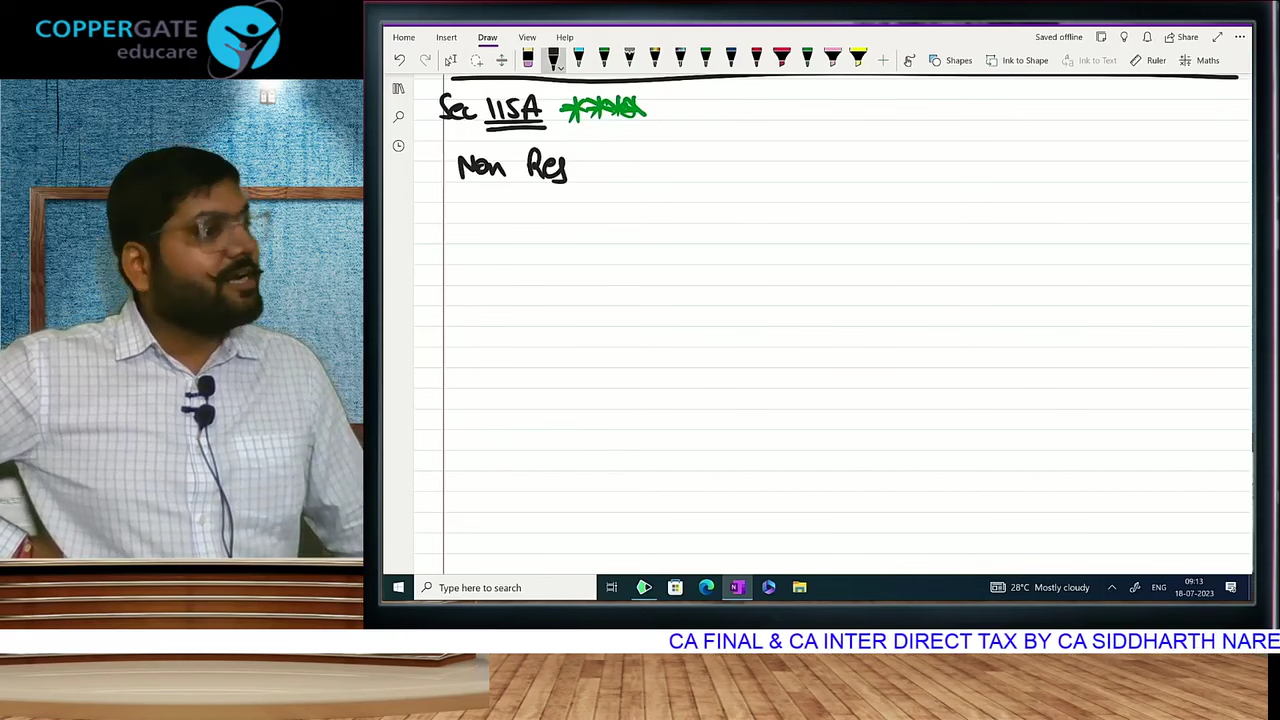 COPPERGATE
educare
Home Insert Draw View Help
Saved offline
Share
Shapes Ink to Shape Ink to Text Ruler Maths
Sec 115A
Non Res
Type here to search
28°C Mostly cloudy
ENG
09:13
18-07-2023
CA FINAL & CA INTER DIRECT TAX BY CA SIDDHARTH NARE